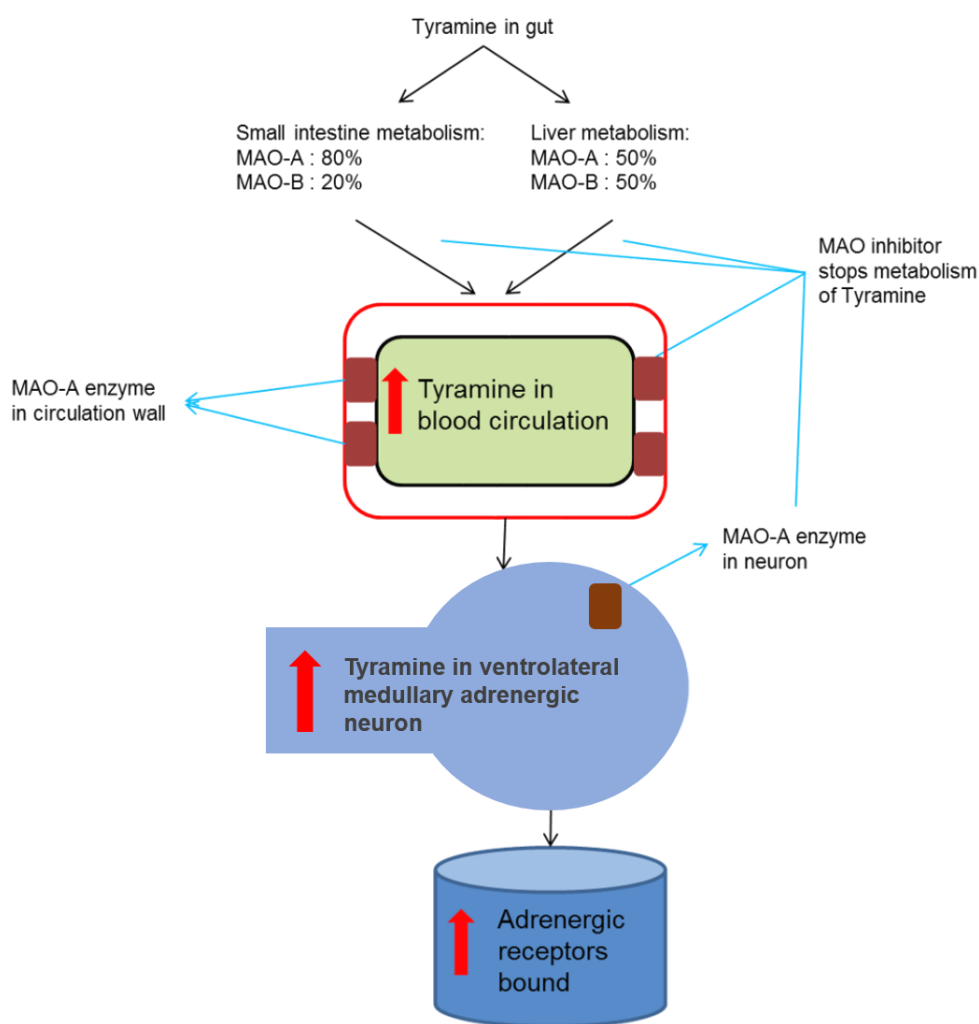 Tyramine in gut
Small intestine metabolism:
MAO-A : 80%
MAO-B : 20%
Liver metabolism:
MAO-A : 50%
MAO-B : 50%
MAO inhibitor
stops metabolism
of Tyramine
MAO-A enzyme
in circulation wall
Tyramine in
blood circulation
MAO-A enzyme
in neuron
Tyramine in ventrolateral
medullary adrenergic
neuron
Adrenergic
receptors
bound